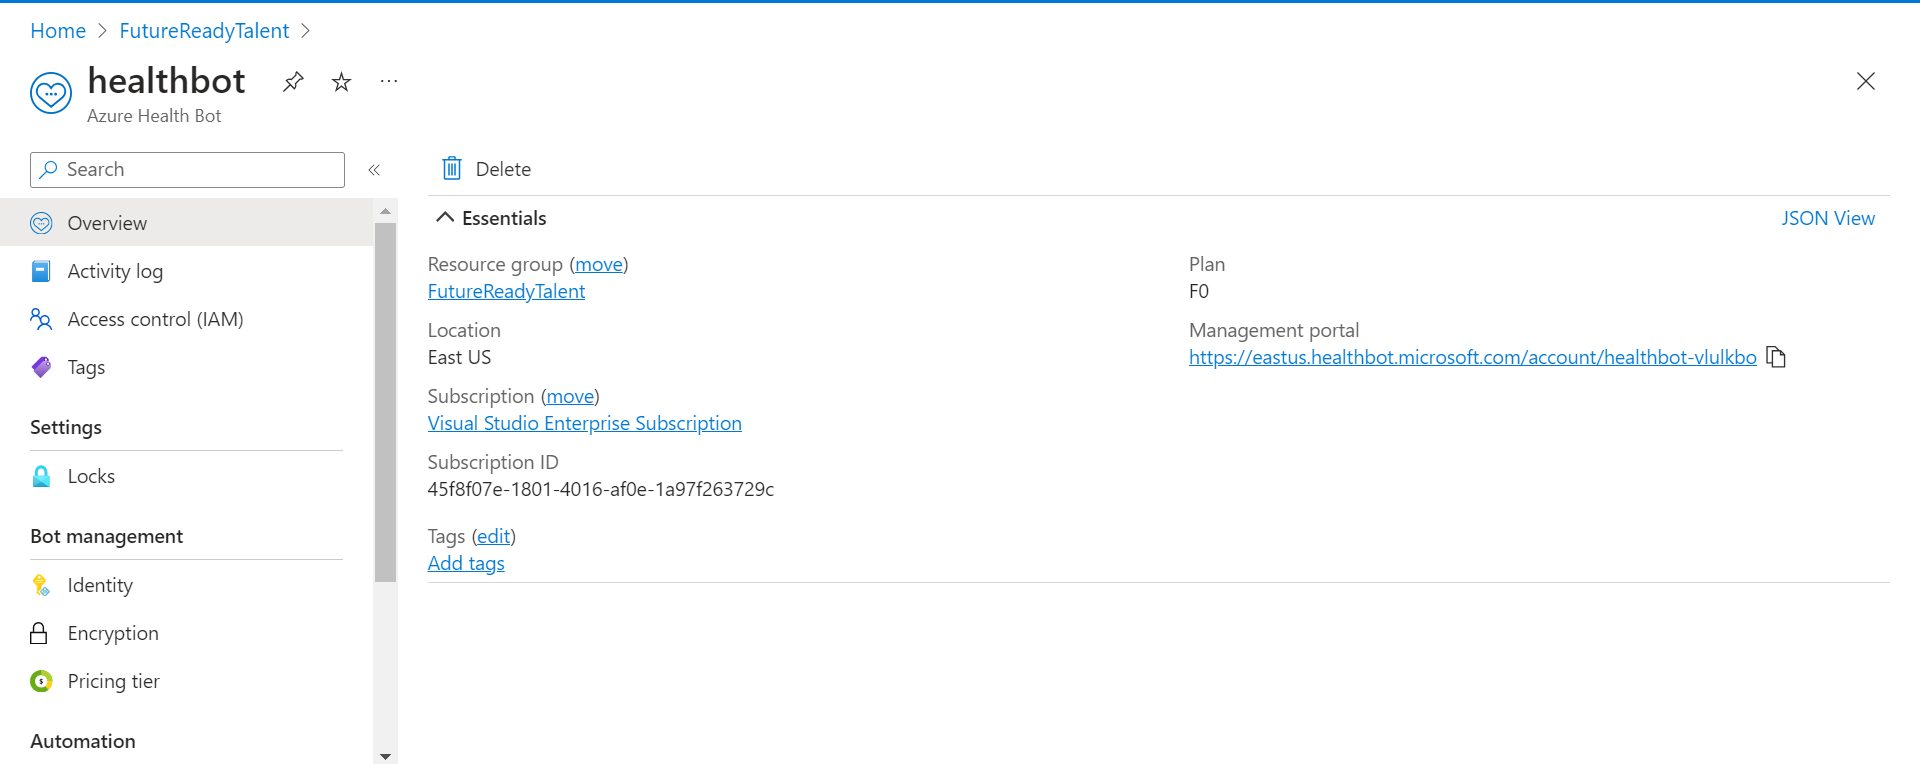 Home > FutureReadyTalent >
healthbot
Azure Health Bot
Search
Overview
Activity log
Access control (IAM)
Tags
Settings
Locks
Bot management
Identity
Encryption
Pricing tier
Automation
Delete
Essentials
JSON View
Resource group (move)
FutureReadyTalent
Location
East US
Subscription (move)
Visual Studio Enterprise Subscription
Subscription ID
45f8f07e-1801-4016-af0e-1a97f263729c
Tags (edit)
Add tags
Plan
F0
Management portal
https://eastus.healthbot.microsoft.com/account/healthbot-vlulkbo